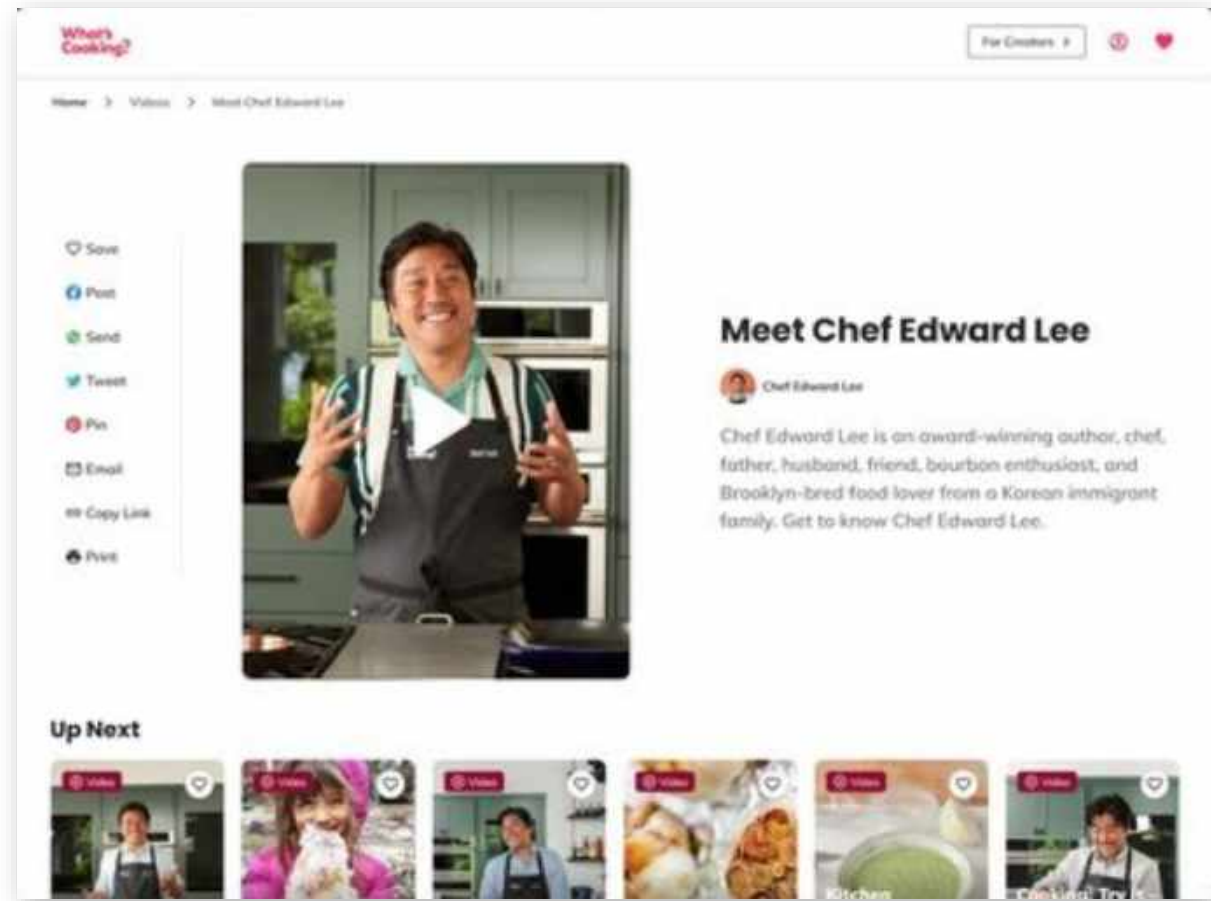 What's
Cooking?
For Creators
Home > Videos > Meet Chef Edward Lee
Save
Post
Send
Tweet
Pin
Email
Copy Link
Print
Meet Chef Edward Lee
Chef Edward Lee
Chef Edward Lee is an award-winning author, chef,
father, husband, friend, bourbon enthusiast, and
Brooklyn-bred food lover from a Korean immigrant
family. Get to know Chef Edward Lee.
Up Next
Video
Video
Video
Video
Video
Video
Kitchen
Cooking: Try It –